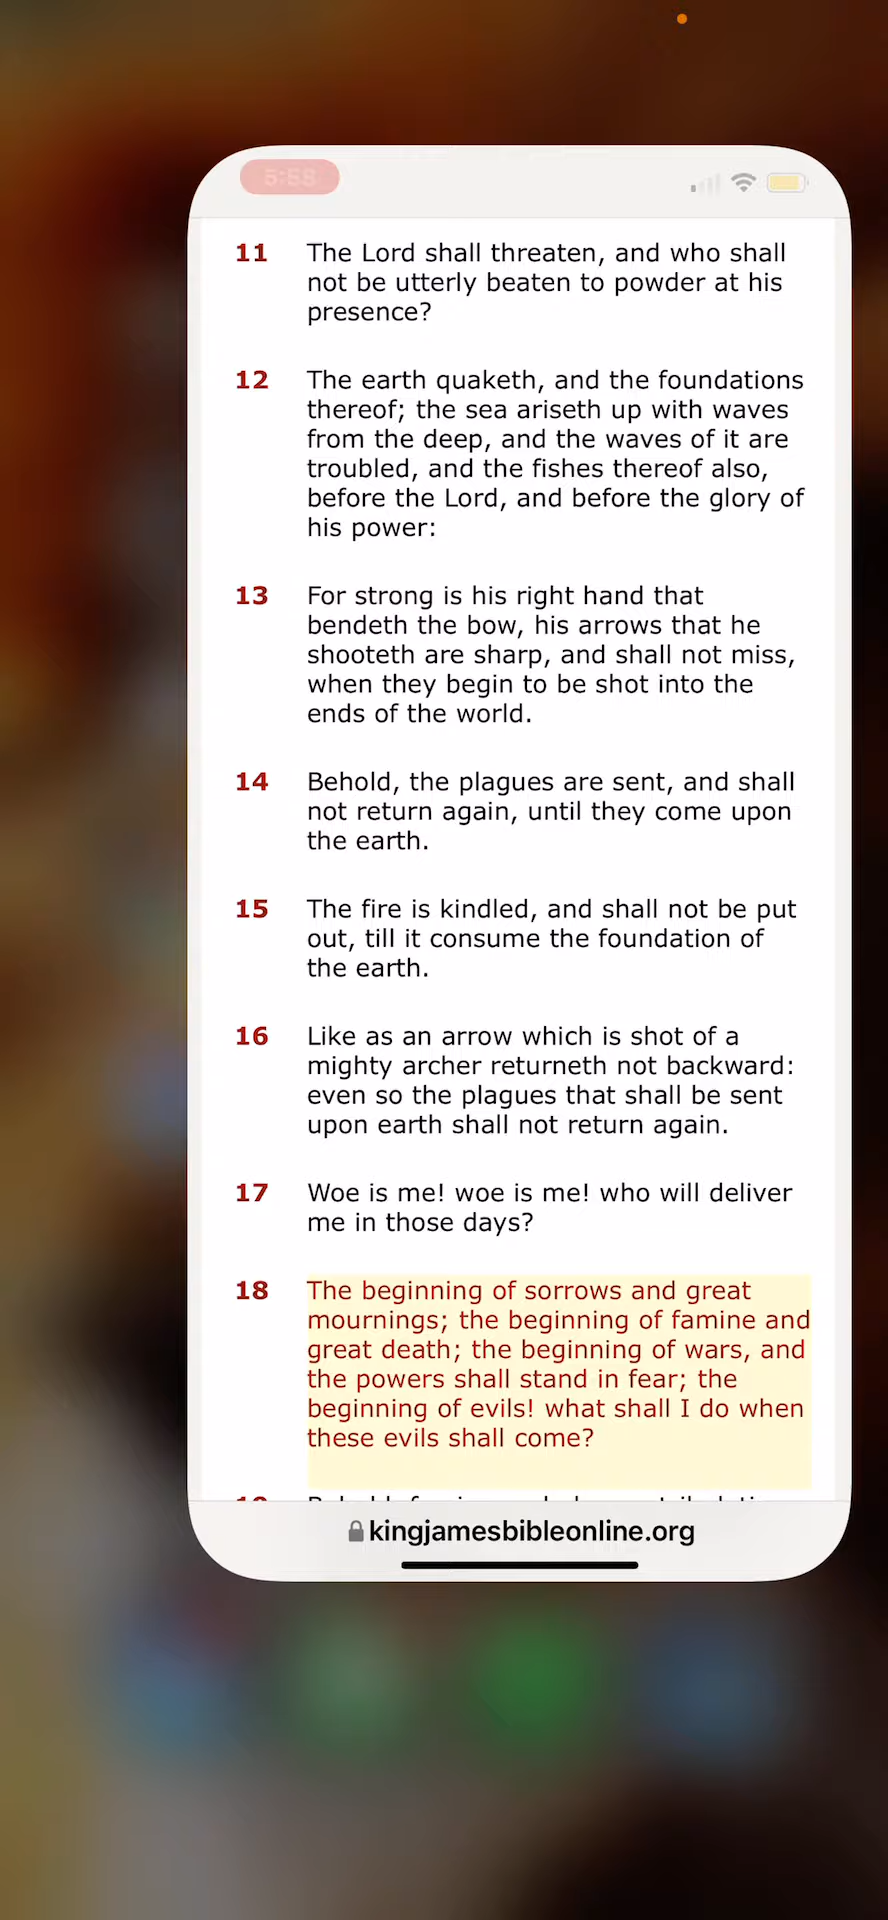 5:58
11 The Lord shall threaten, and who shall
not be utterly beaten to powder at his
presence?
12 The earth quaketh, and the foundations
thereof; the sea ariseth up with waves
from the deep, and the waves of it are
troubled, and the fishes thereof also,
before the Lord, and before the glory of
his power:
13 For strong is his right hand that
bendeth the bow, his arrows that he
shooteth are sharp, and shall not miss,
when they begin to be shot into the
ends of the world.
14 Behold, the plagues are sent, and shall
not return again, until they come upon
the earth.
15 The fire is kindled, and shall not be put
out, till it consume the foundation of
the earth.
16 Like as an arrow which is shot of a
mighty archer returneth not backward:
even so the plagues that shall be sent
upon earth shall not return again.
17 Woe is me! woe is me! who will deliver
me in those days?
18 The beginning of sorrows and great
mournings; the beginning of famine and
great death; the beginning of wars, and
the powers shall stand in fear; the
beginning of evils! what shall I do when
these evils shall come?
kingjamesbibleonline.org